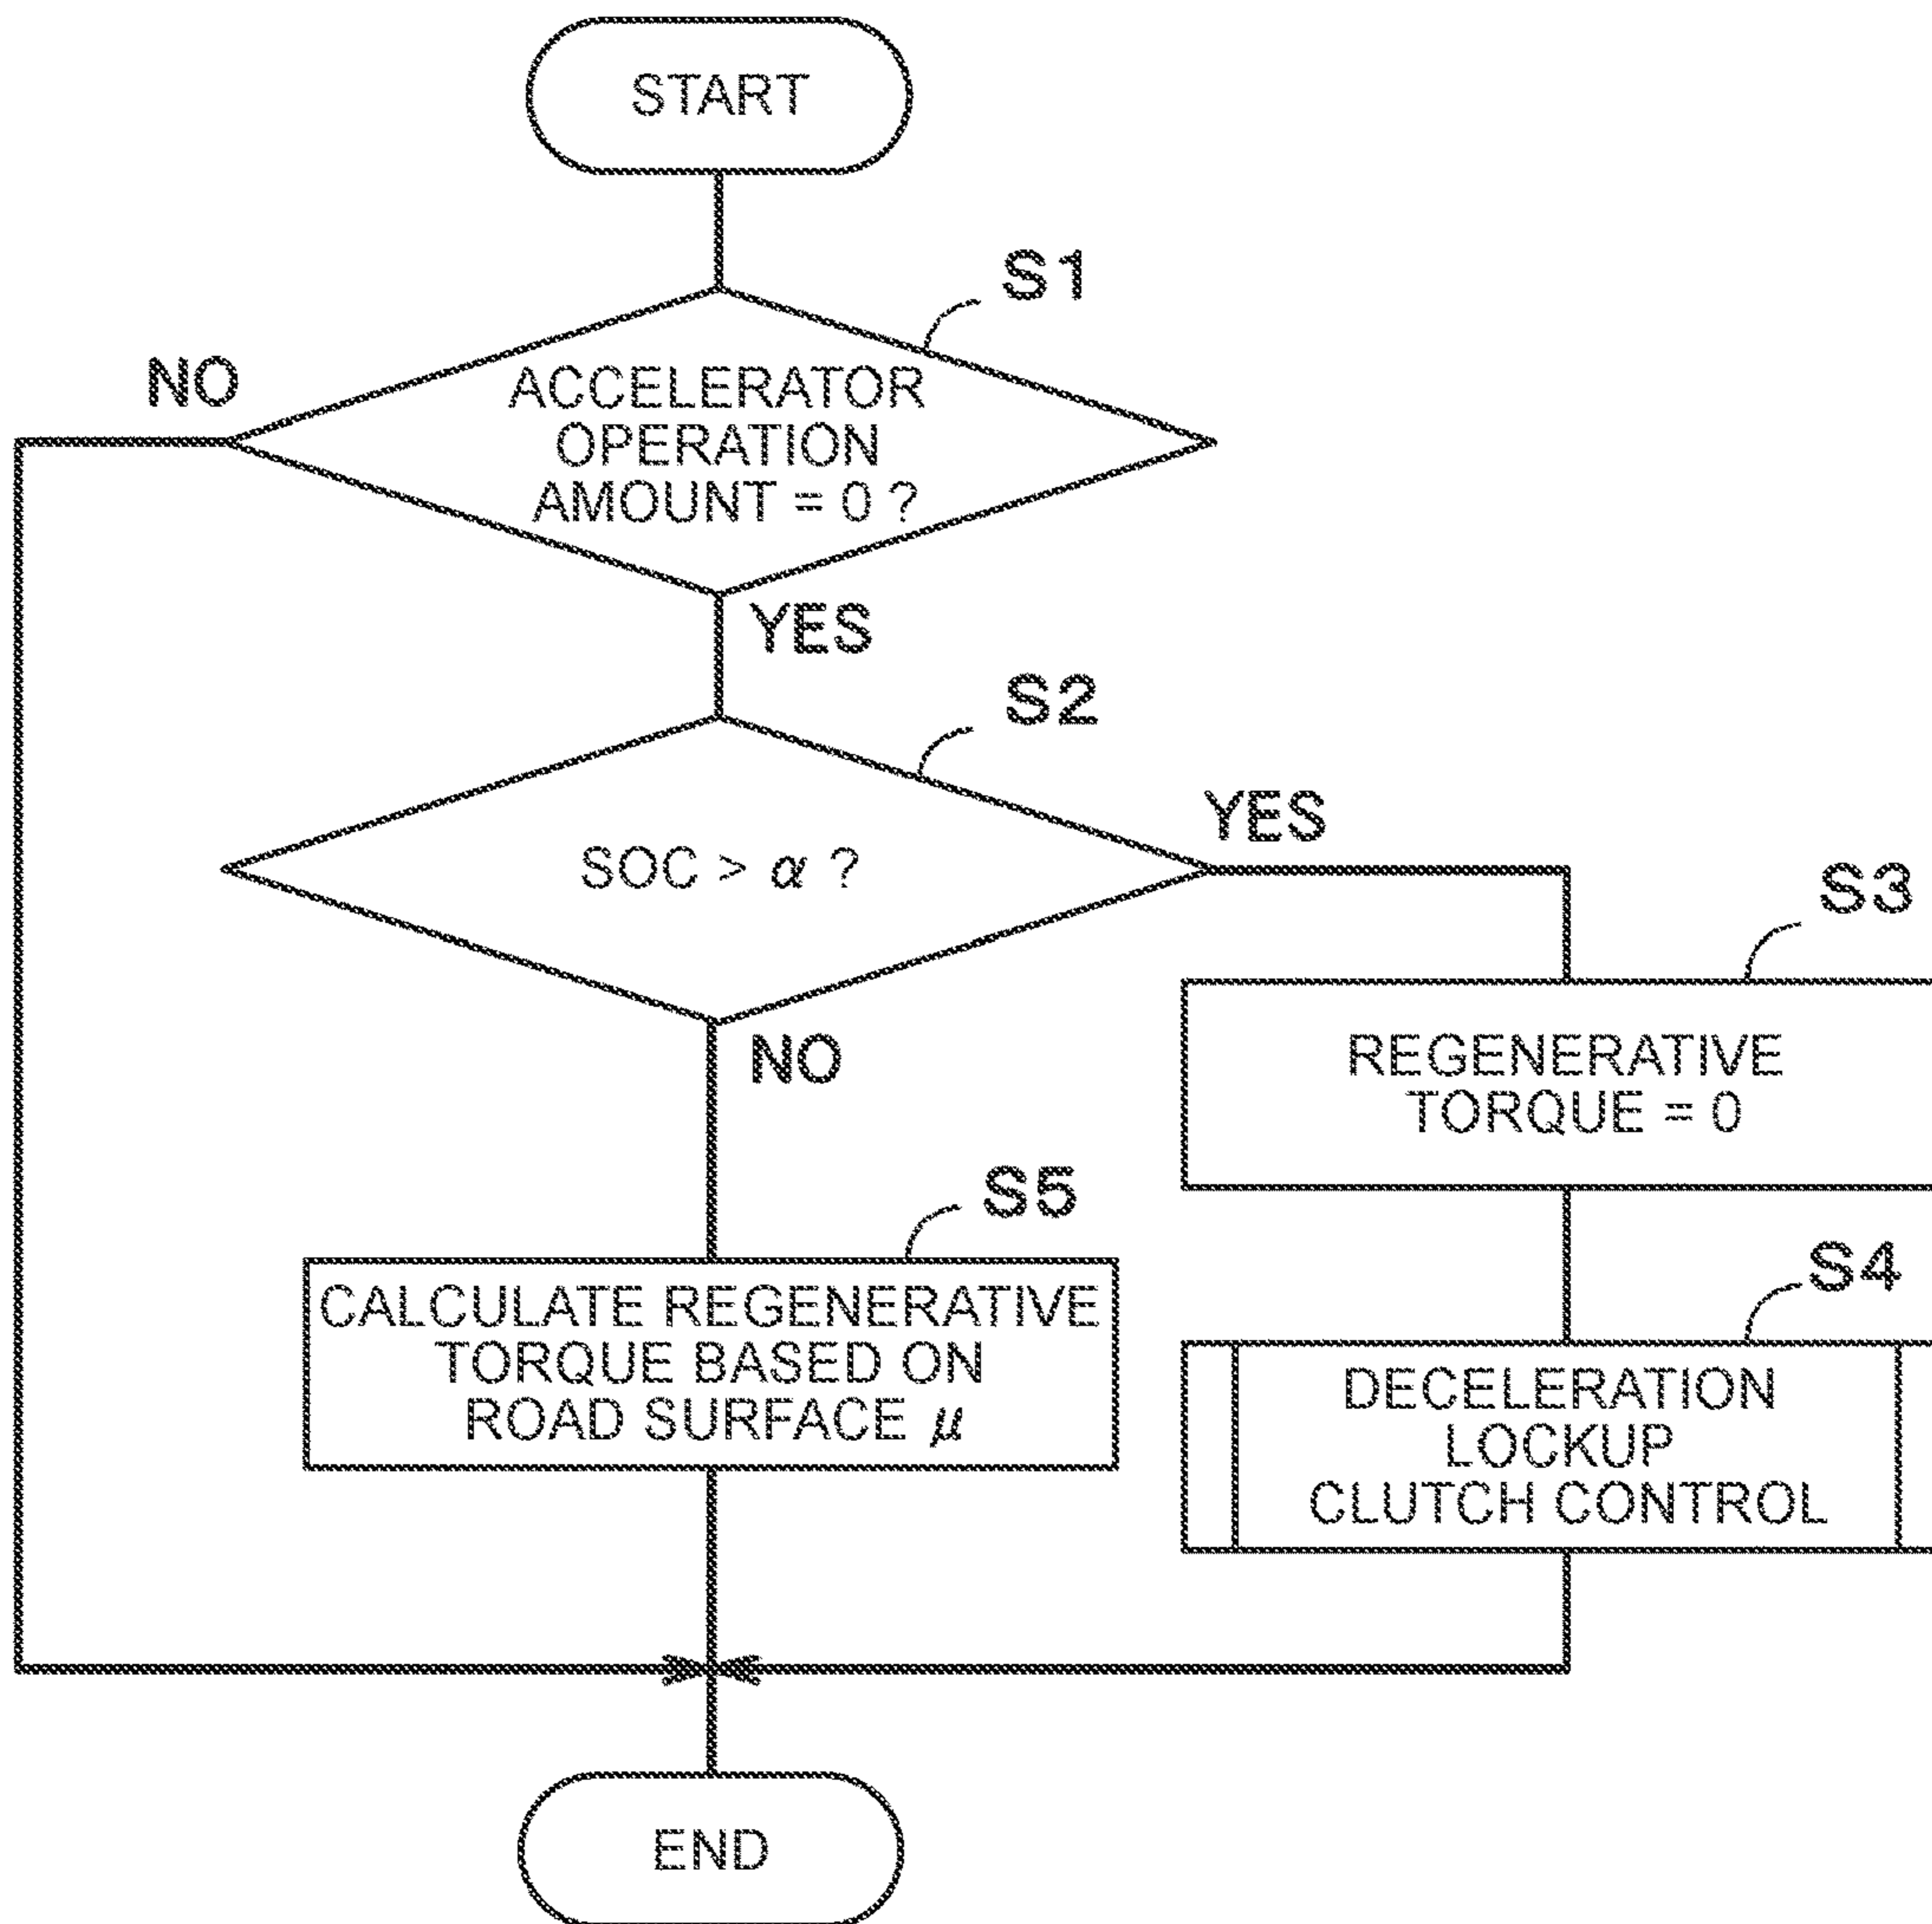 START
S1
NO
ACCELERATOR
OPERATION
AMOUNT = 0 ?
YES
S2
YES
SOC > α ?
S3
NO
REGENERATIVE
TORQUE = 0
S5
S4
CALCULATE REGENERATIVE
TORQUE BASED ON
ROAD SURFACE μ
DECELERATION
LOCKUP
CLUTCH CONTROL
END